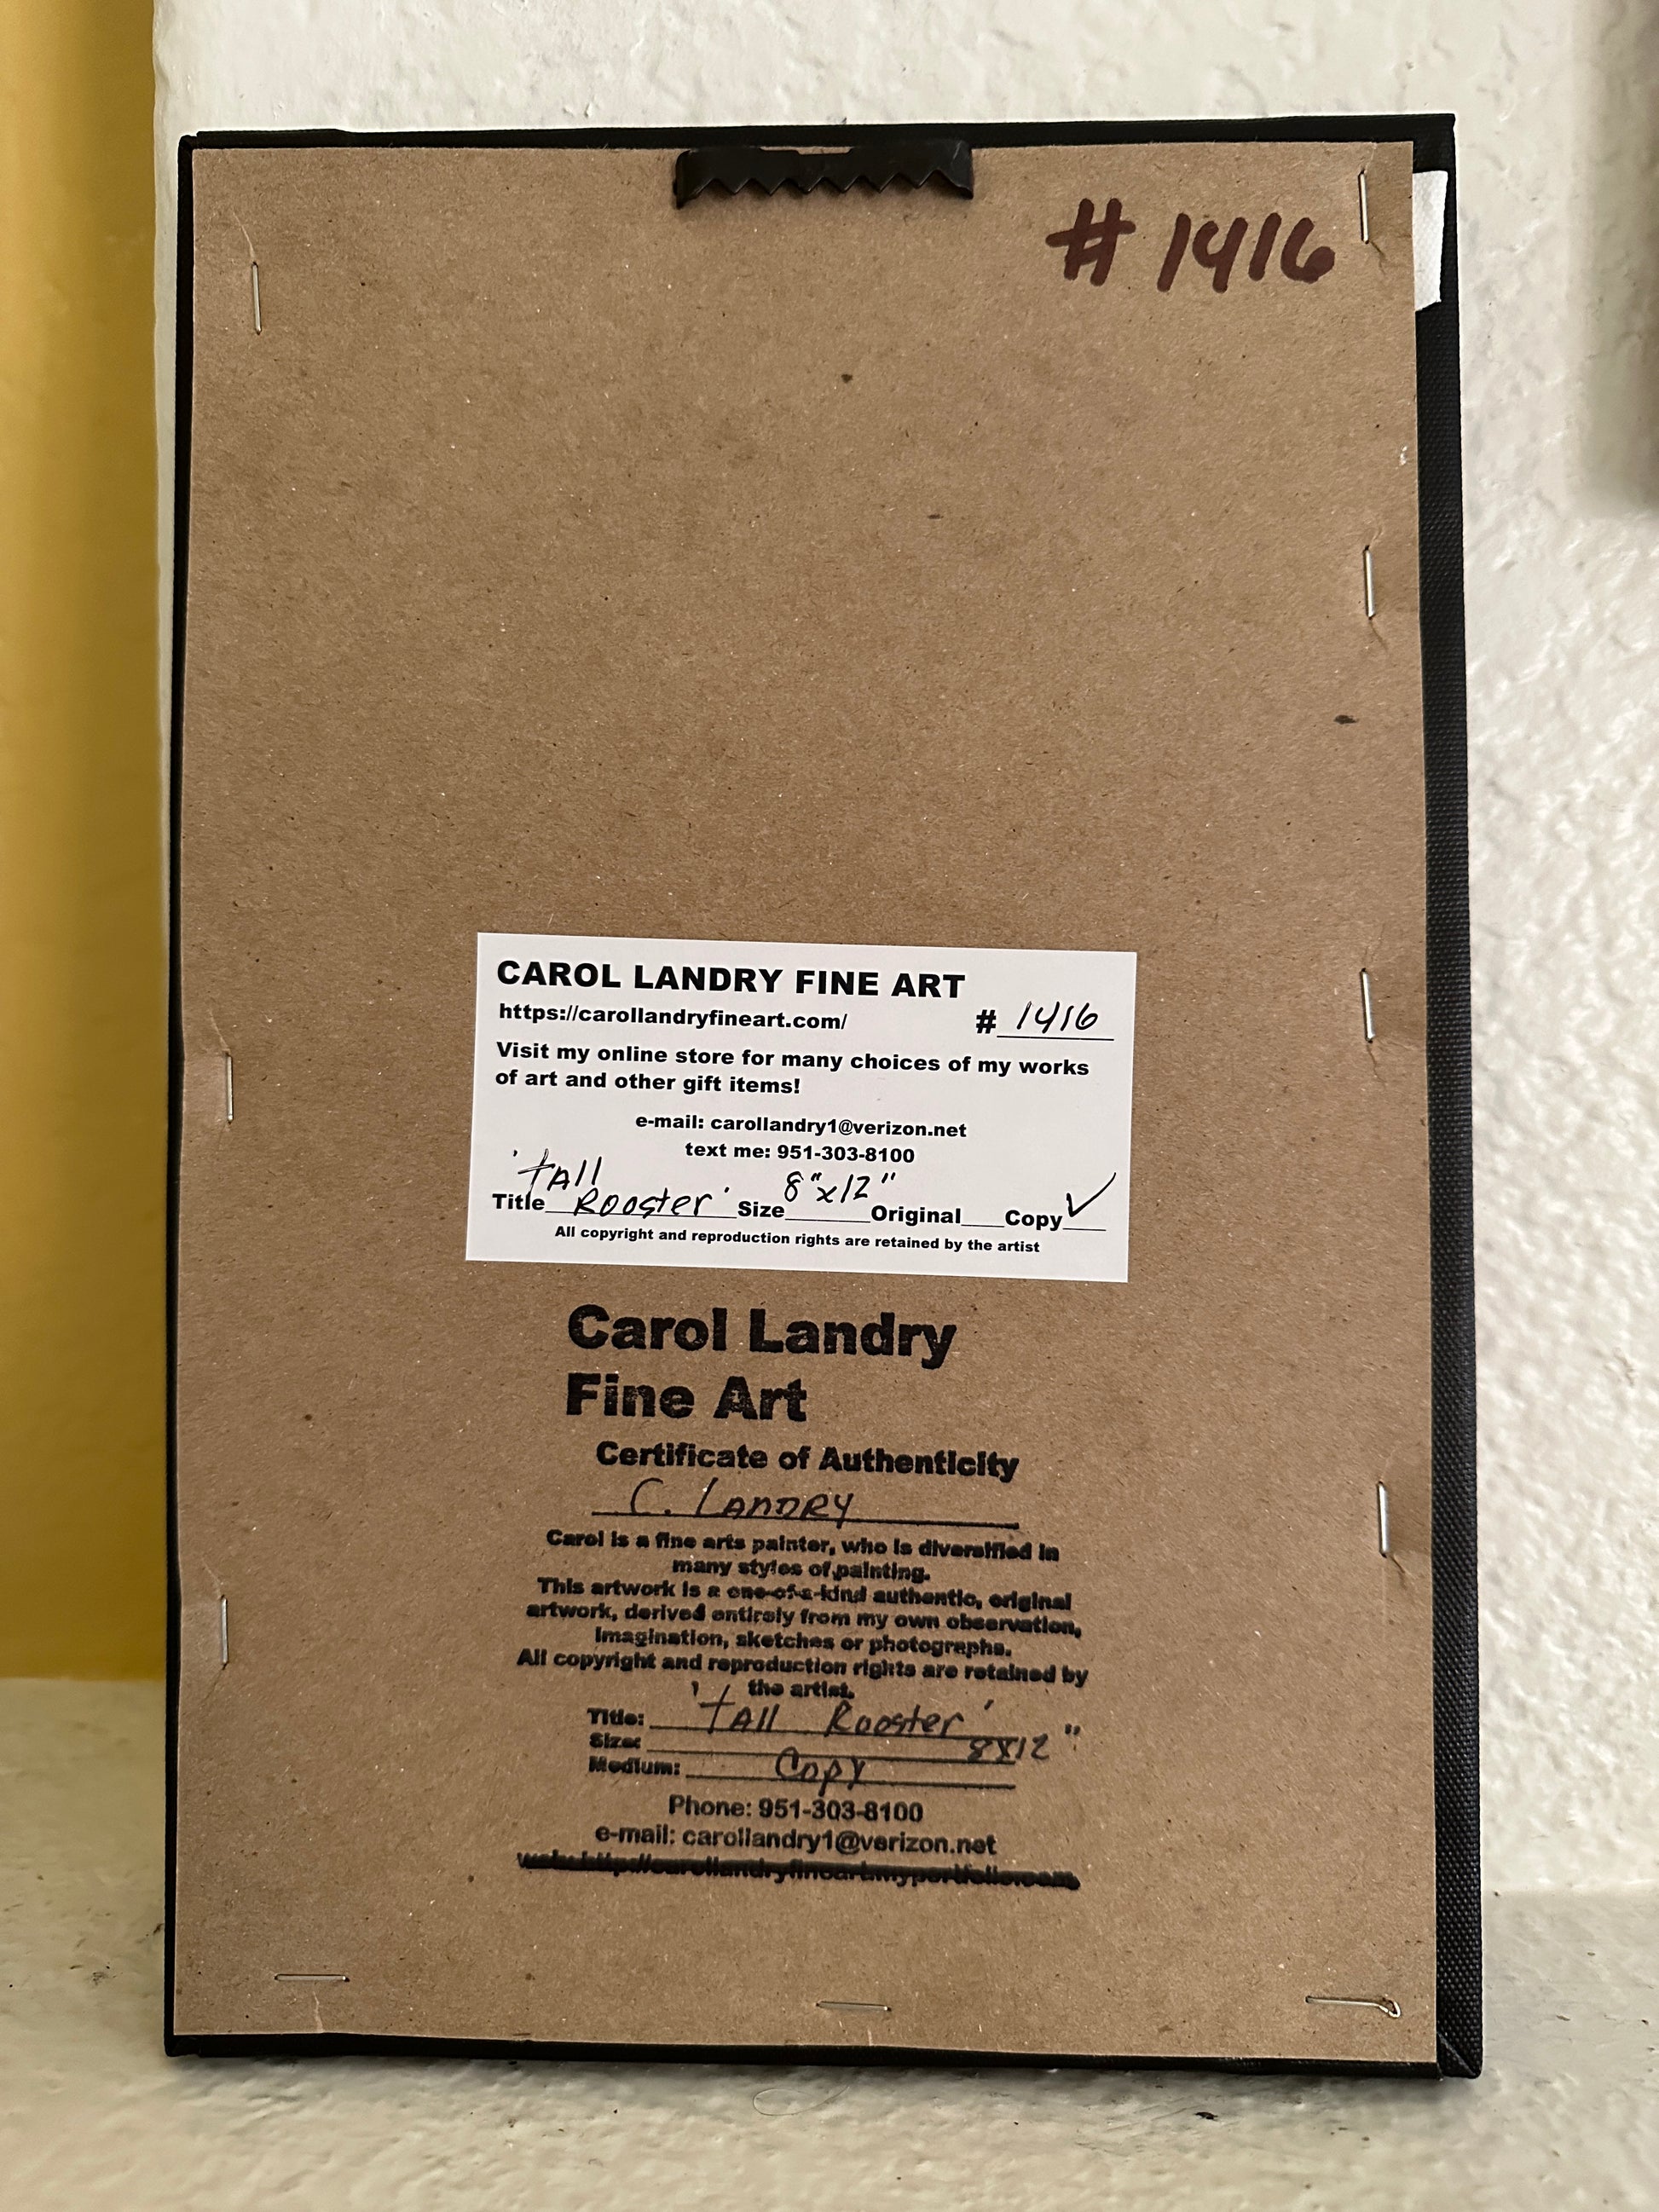 # 1416
CAROL LANDRY FINE ART
https://carollandryfineart.com/ # 1416
Visit my online store for many choices of my works
of art and other gift items!
e-mail: carollandry1@verizon.net
text me: 951-303-8100
'tAll
Title Rooster' Size 8"x12" Original Copy ✓
All copyright and reproduction rights are retained by the artist
Carol Landry
Fine Art
Certificate of Authenticity
C. LANDRY
Carol is a fine arts painter, who is diversified in
many styles of painting.
This artwork is a one-of-a-kind authentic, original
artwork, derived entirely from my own observation,
imagination, sketches or photographs.
All copyright and reproduction rights are retained by
the artist.
Title: 'tAll Rooster'
Size: 8x12"
Medium: Copy
Phone: 951-303-8100
e-mail: carollandry1@verizon.net